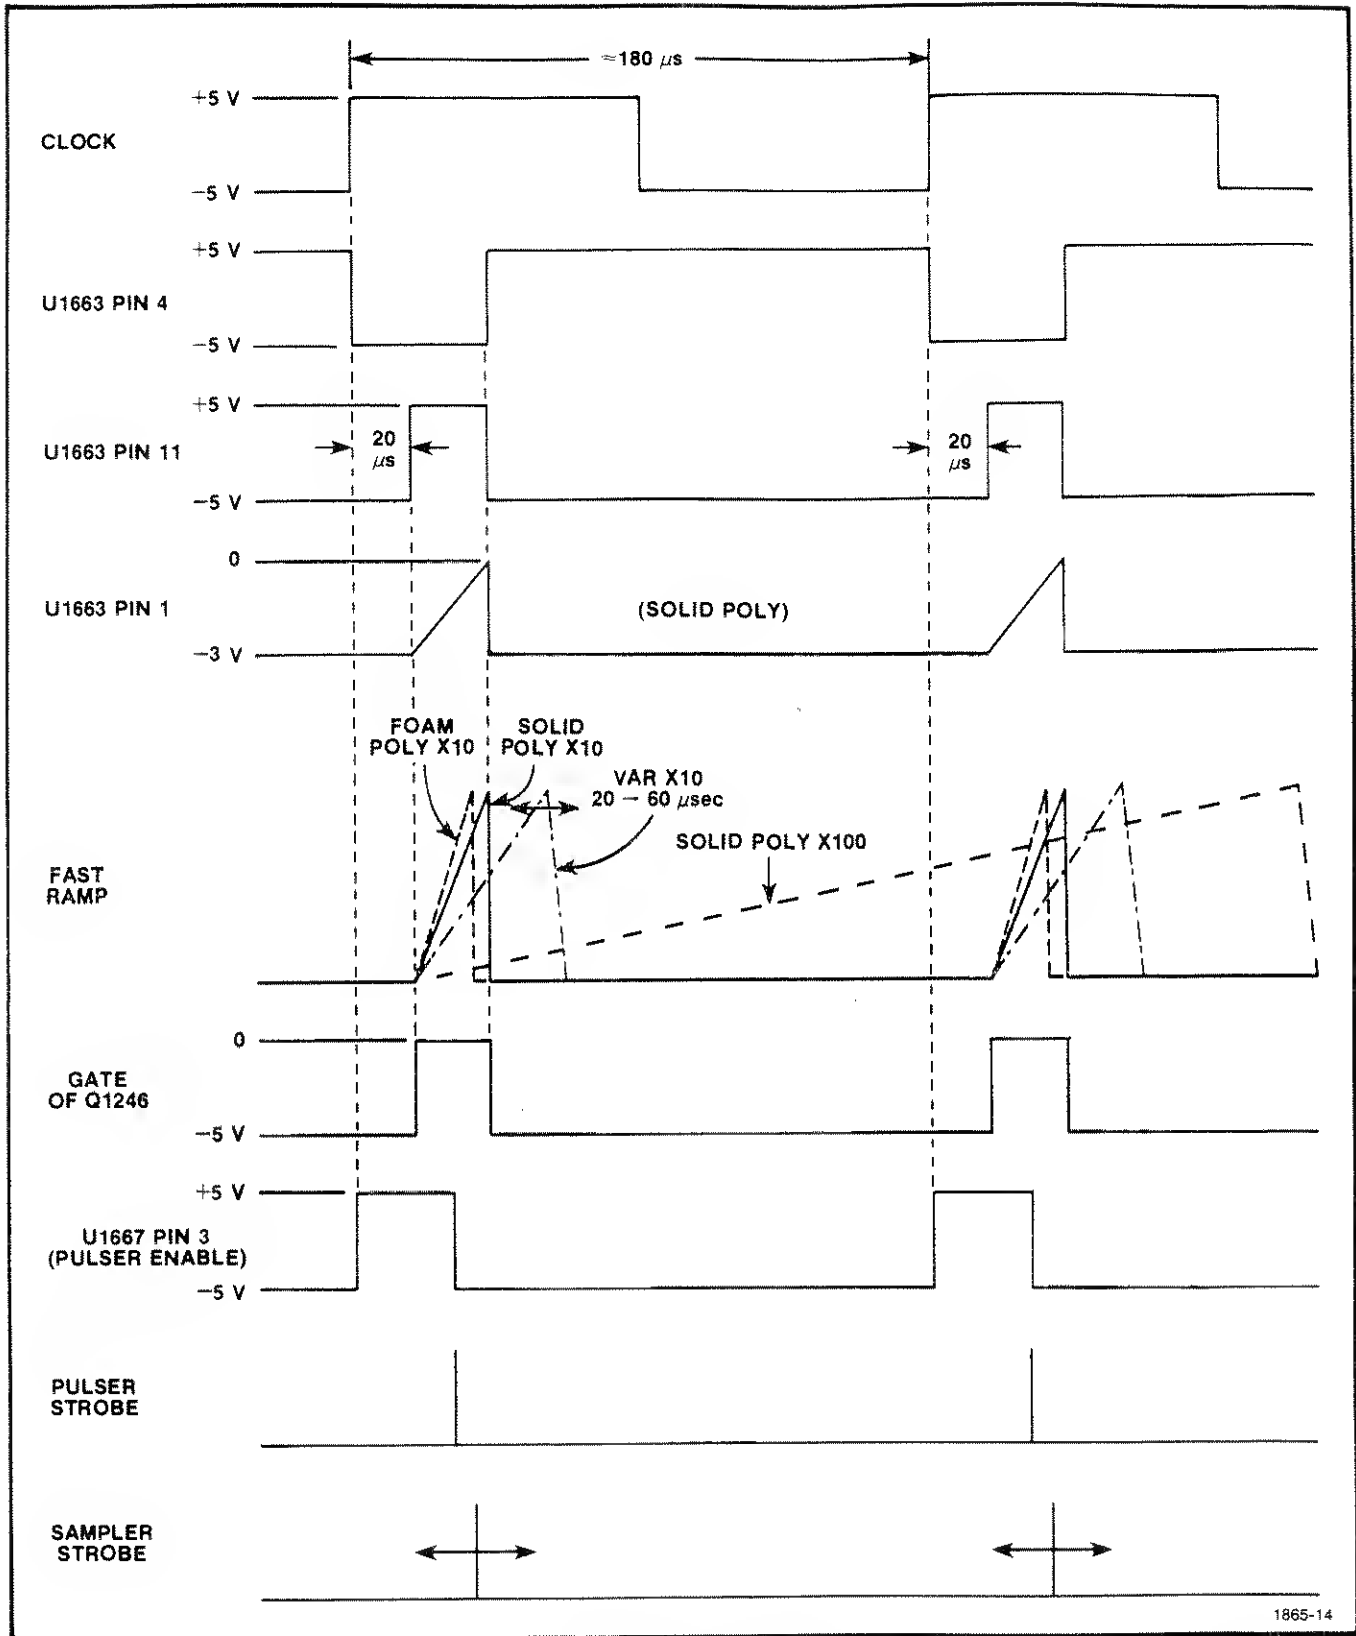 ≈180 μs
+5 V
CLOCK
−5 V
+5 V
U1663 PIN 4
−5 V
+5 V
U1663 PIN 11
20
μs
20
μs
−5 V
0
U1663 PIN 1
(SOLID POLY)
−3 V
FOAM
POLY X10
SOLID
POLY X10
VAR X10
20 − 60 μsec
SOLID POLY X100
FAST
RAMP
0
GATE
OF Q1246
−5 V
+5 V
U1667 PIN 3
(PULSER ENABLE)
−5 V
PULSER
STROBE
SAMPLER
STROBE
1865-14